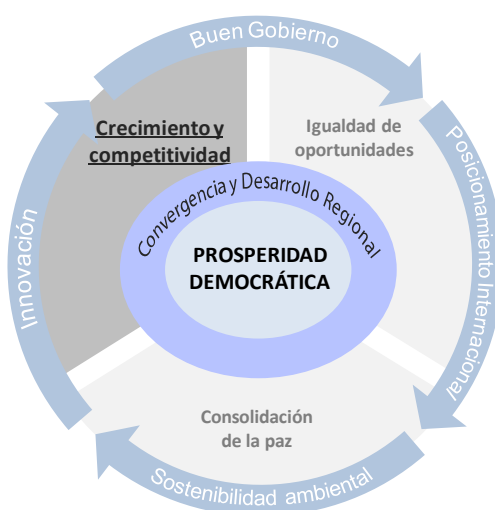 Buen Gobierno
Crecimiento y
competitividad
Igualdad de
oportunidades
Posicionamiento Internacional
Innovación
Convergencia y Desarrollo Regional
PROSPERIDAD
DEMOCRÁTICA
Consolidación
de la paz
Sostenibilidad ambiental